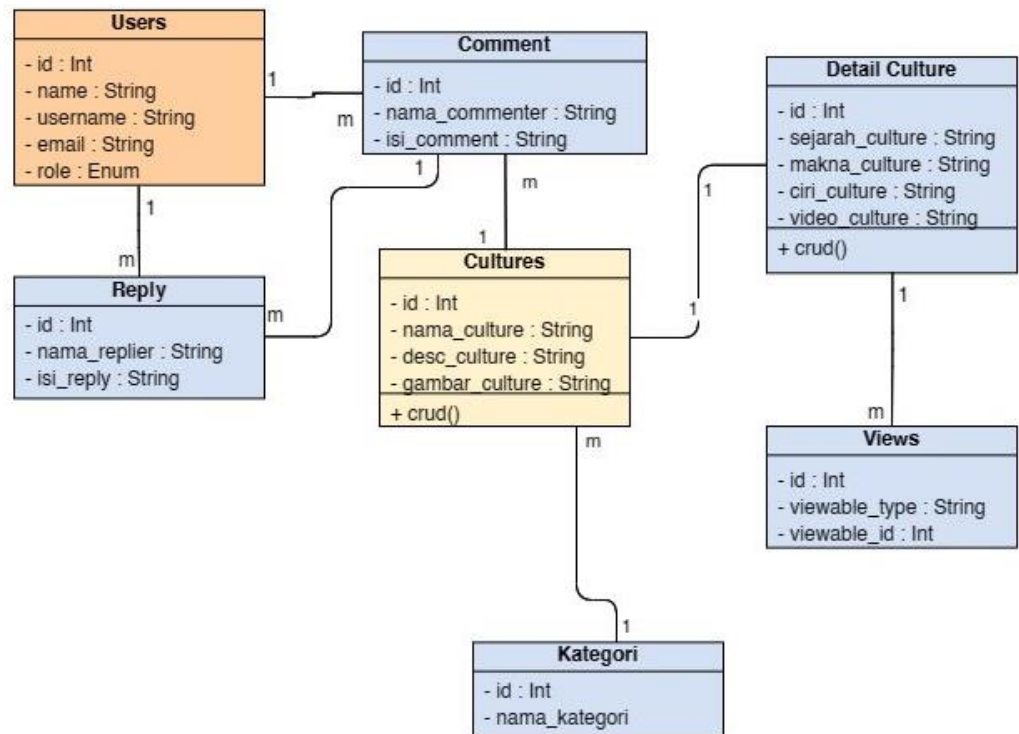 Users
- id : Int
- name : String
- username : String
- email : String
- role : Enum
1
m
Comment
- id : Int
- nama_commenter : String
- isi_comment : String
1
m
1
m
Reply
- id : Int
- nama_replier : String
- isi_reply : String
1
m
m
1
Cultures
- id : Int
- nama_culture : String
- desc_culture : String
- gambar_culture : String
+ crud()
1
1
Detail Culture
- id : Int
- sejarah_culture : String
- makna_culture : String
- ciri_culture : String
- video_culture : String
+ crud()
1
m
Views
- id : Int
- viewable_type : String
- viewable_id : Int
m
1
Kategori
- id : Int
- nama_kategori